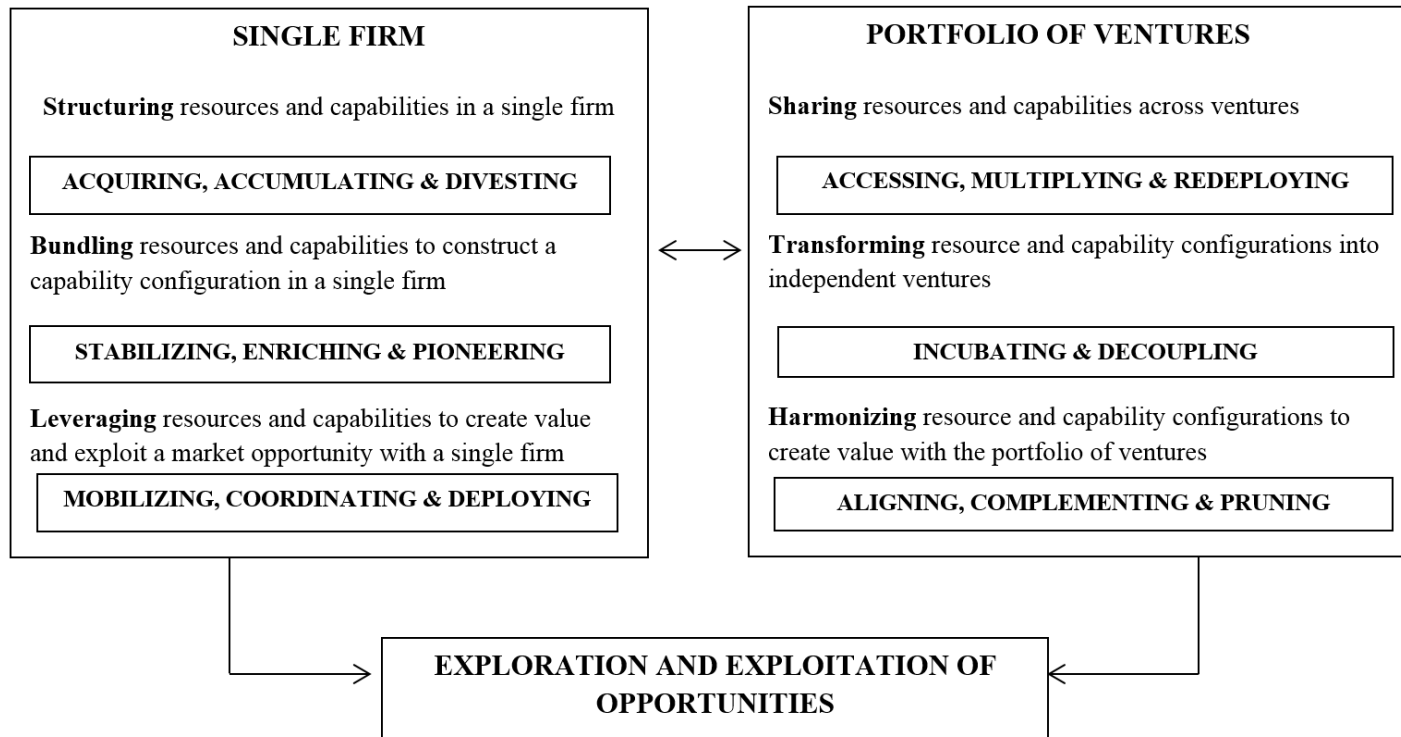 SINGLE FIRM
Structuring resources and capabilities in a single firm
ACQUIRING, ACCUMULATING & DIVESTING
Bundling resources and capabilities to construct a
capability configuration in a single firm
STABILIZING, ENRICHING & PIONEERING
Leveraging resources and capabilities to create value
and exploit a market opportunity with a single firm
MOBILIZING, COORDINATING & DEPLOYING
PORTFOLIO OF VENTURES
Sharing resources and capabilities across ventures
ACCESSING, MULTIPLYING & REDEPLOYING
Transforming resource and capability configurations into
independent ventures
INCUBATING & DECOUPLING
Harmonizing resource and capability configurations to
create value with the portfolio of ventures
ALIGNING, COMPLEMENTING & PRUNING
EXPLORATION AND EXPLOITATION OF
OPPORTUNITIES